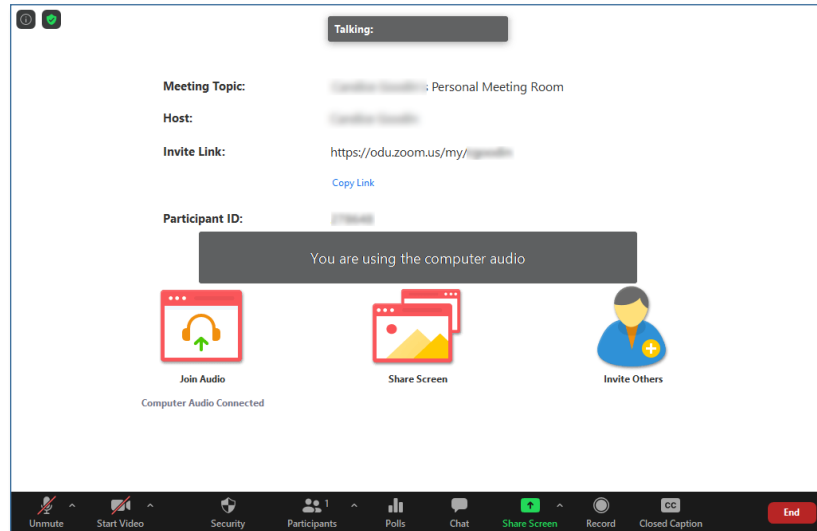 Talking:
Meeting Topic: s Personal Meeting Room
Host:
Invite Link: https://odu.zoom.us/my/
Copy Link
Participant ID:
You are using the computer audio
Join Audio Share Screen Invite Others
Computer Audio Connected
1
Unmute Start Video Security Participants Polls Chat Share Screen Record CC Closed Caption End